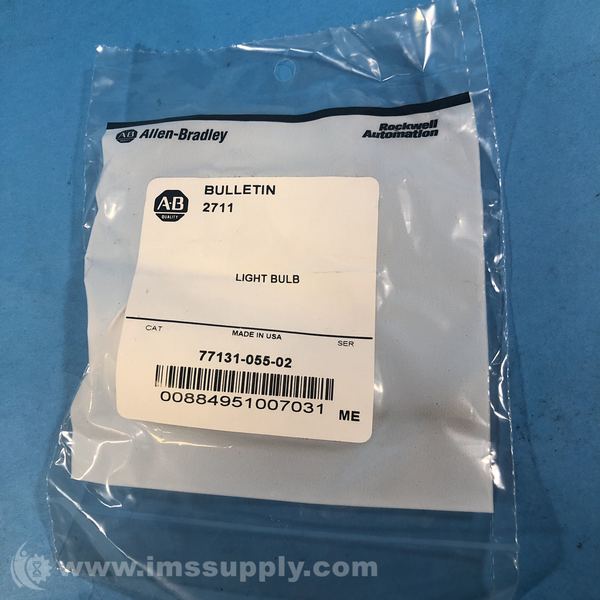 AB Allen-Bradley
Rockwell Automation
A-B QUALITY
BULLETIN
2711
LIGHT BULB
CAT MADE IN USA SER
77131-055-02
00884951007031 ME
www.imssupply.com